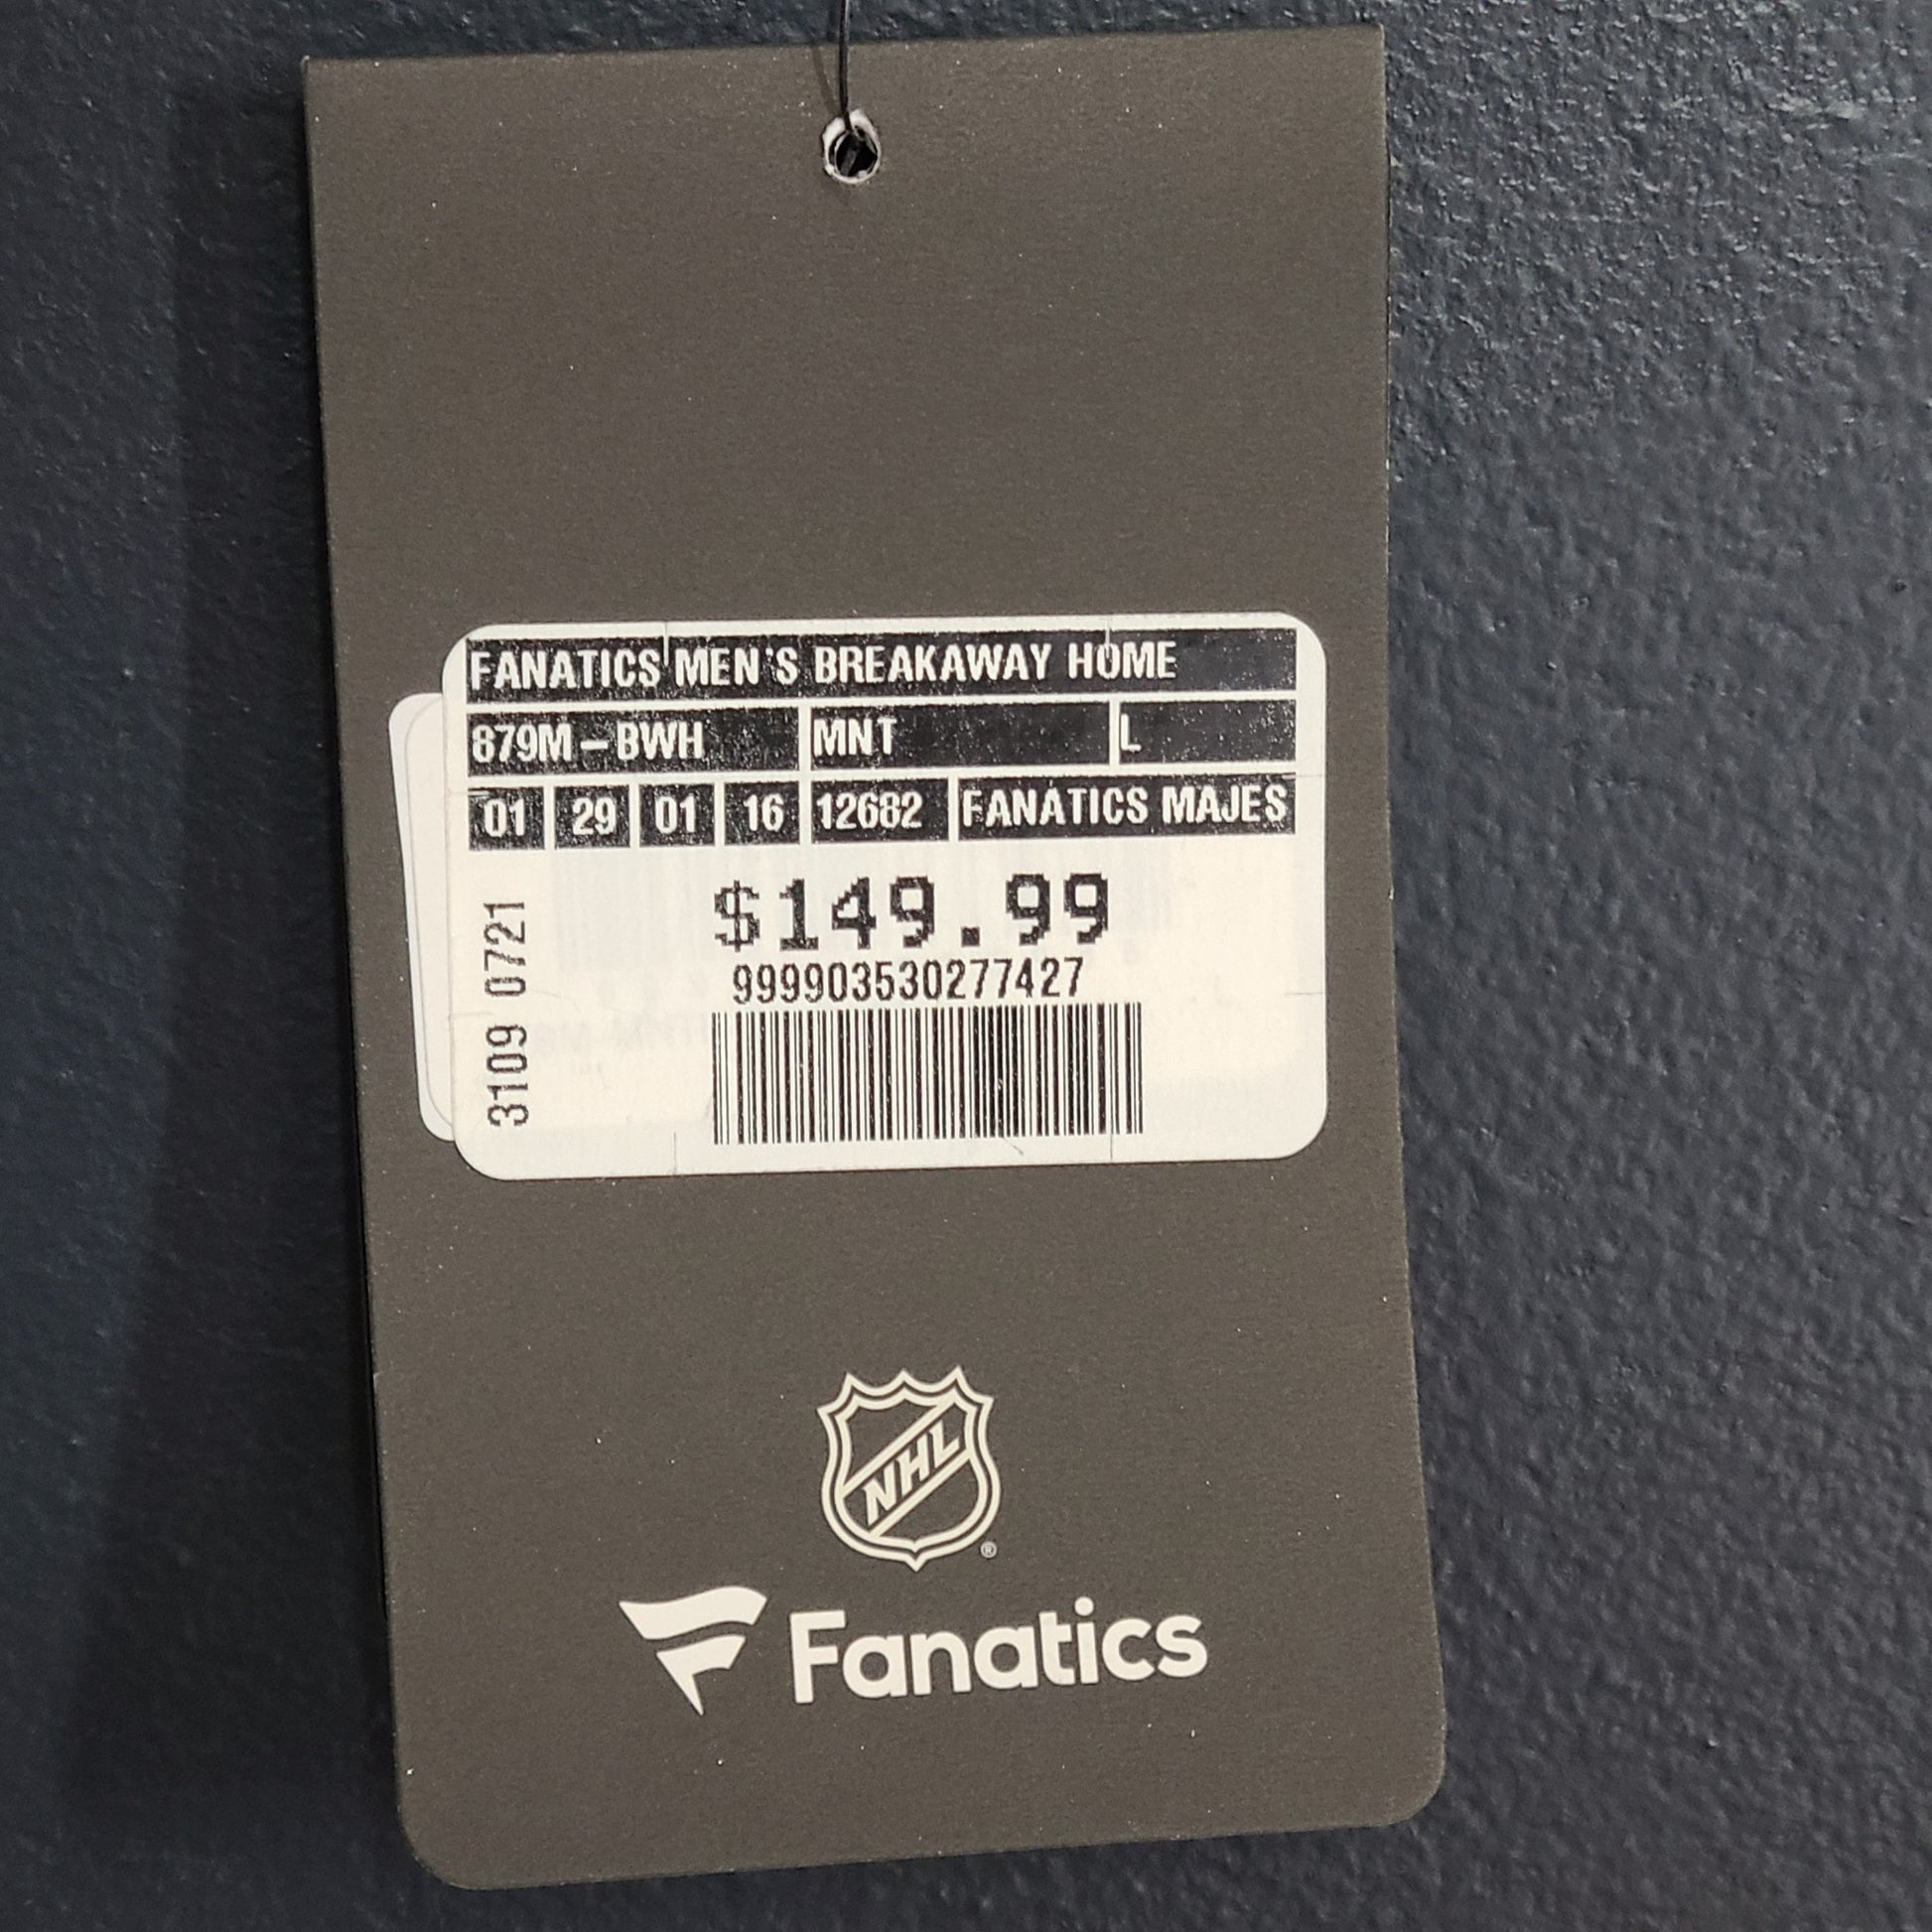 FANATICS MEN'S BREAKAWAY HOME
879M-BWH MNT L
01 29 01 16 12682 FANATICS MAJES
$149.99
999903530277427
3109 0721
NHL
®
Fanatics